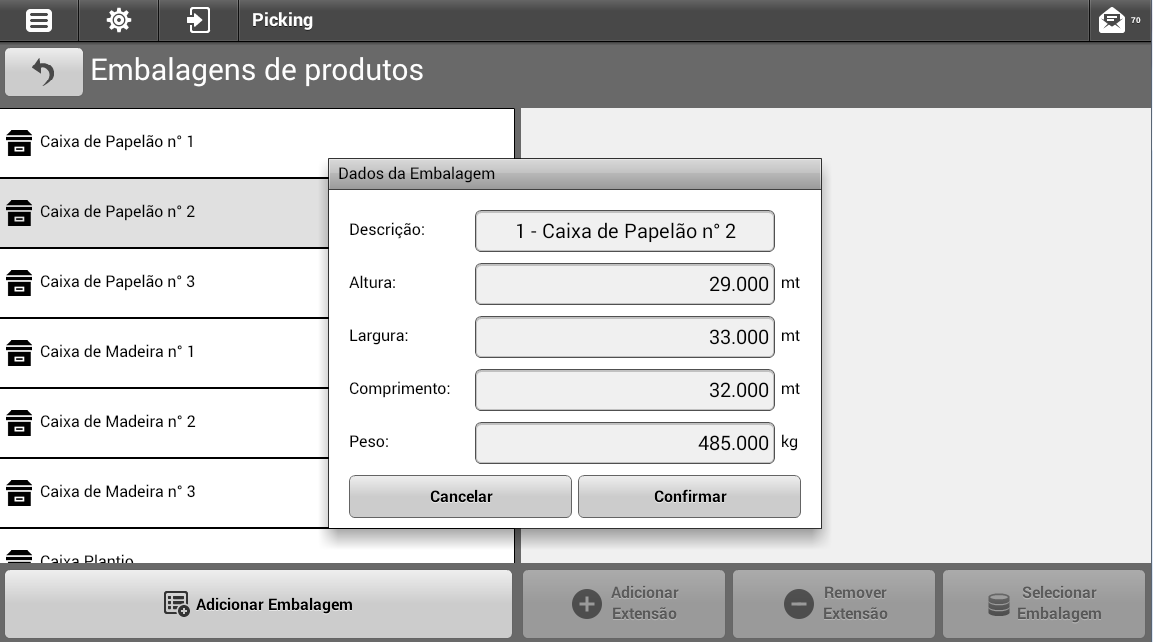 Picking
70
Embalagens de produtos
Caixa de Papelão n° 1
Caixa de Papelão n° 2
Caixa de Papelão n° 3
Caixa de Madeira n° 1
Caixa de Madeira n° 2
Caixa de Madeira n° 3
Caixa Plantio
Dados da Embalagem
Descrição: 1 - Caixa de Papelão n° 2
Altura: 29.000 mt
Largura: 33.000 mt
Comprimento: 32.000 mt
Peso: 485.000 kg
Cancelar Confirmar
Adicionar Embalagem
Adicionar
Extensão
Remover
Extensão
Selecionar
Embalagem